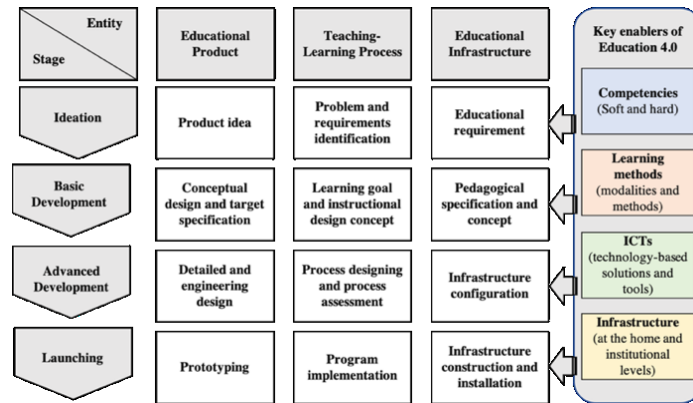 Entity
Stage
Educational
Product
Teaching-
Learning Process
Educational
Infrastructure
Key enablers of
Education 4.0
Ideation
Product idea
Problem and
requirements
identification
Educational
requirement
Competencies
(Soft and hard)
Basic
Development
Conceptual
design and target
specification
Learning goal
and instructional
design concept
Pedagogical
specification and
concept
Learning
methods
(modalities and
methods)
Advanced
Development
Detailed and
engineering
design
Process designing
and process
assessment
Infrastructure
configuration
ICTs
(technology-based
solutions and
tools)
Launching
Prototyping
Program
implementation
Infrastructure
construction and
installation
Infrastructure
(at the home and
institutional
levels)